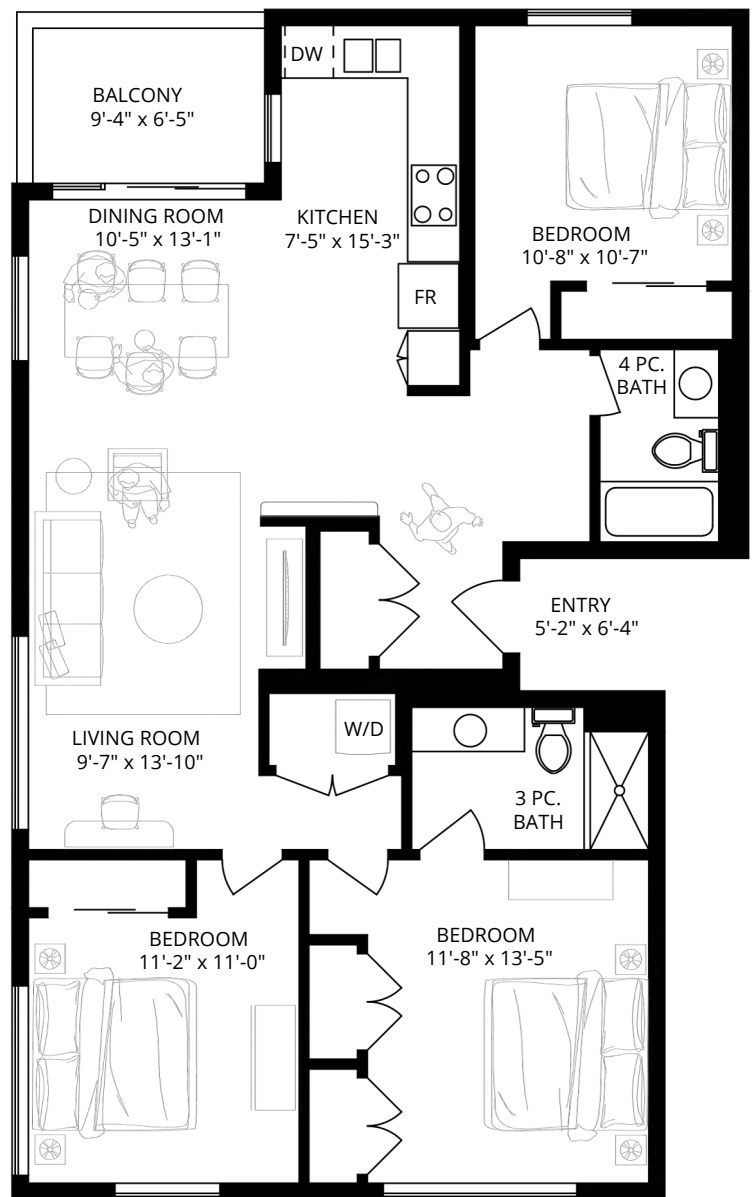 DW
BALCONY
9'-4" x 6'-5"
DINING ROOM
10'-5" x 13'-1"
KITCHEN
7'-5" x 15'-3"
BEDROOM
10'-8" x 10'-7"
FR
4 PC.
BATH
ENTRY
5'-2" x 6'-4"
LIVING ROOM
9'-7" x 13'-10"
W/D
3 PC.
BATH
BEDROOM
11'-2" x 11'-0"
BEDROOM
11'-8" x 13'-5"